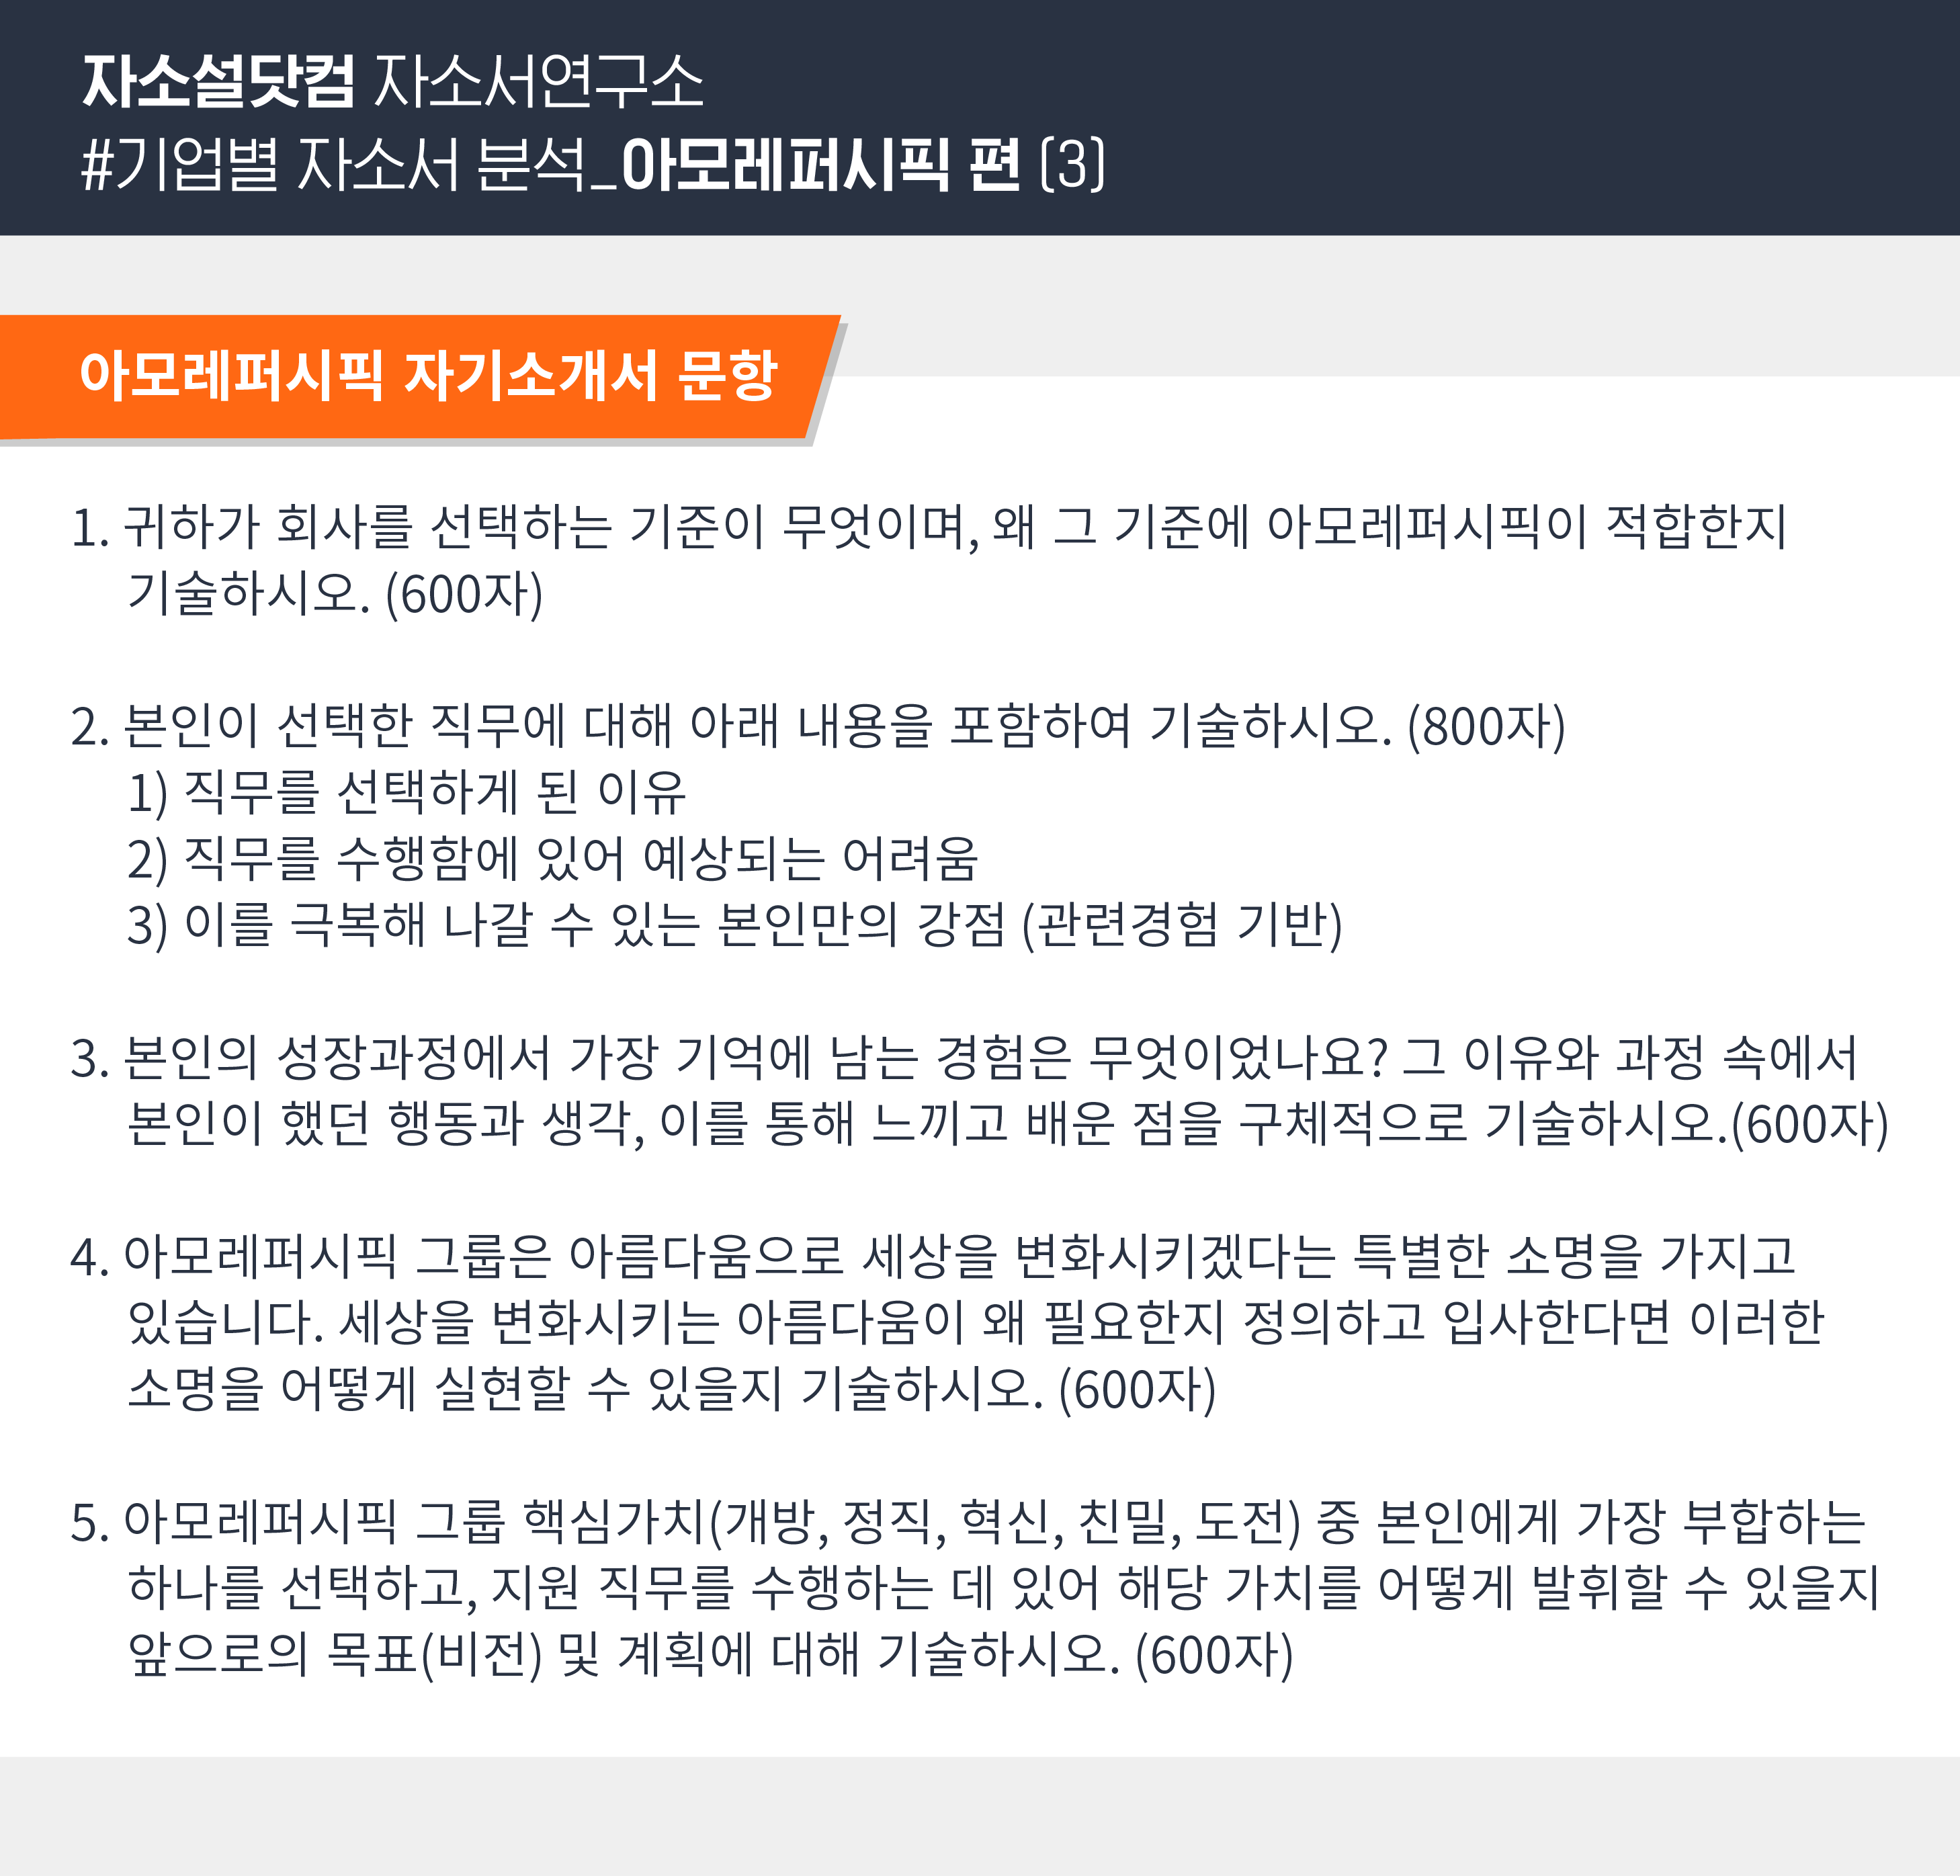 자소설닷컴 자소서연구소
#기업별 자소서 분석_아모레퍼시픽 편 (3)
아모레퍼시픽 자기소개서 문항
1. 귀하가 회사를 선택하는 기준이 무엇이며, 왜 그 기준에 아모레퍼시픽이 적합한지
기술하시오. (600자)
2. 본인이 선택한 직무에 대해 아래 내용을 포함하여 기술하시오. (800자)
1) 직무를 선택하게 된 이유
2) 직무를 수행함에 있어 예상되는 어려움
3) 이를 극복해 나갈 수 있는 본인만의 강점 (관련경험 기반)
3. 본인의 성장과정에서 가장 기억에 남는 경험은 무엇이었나요? 그 이유와 과정 속에서
본인이 했던 행동과 생각, 이를 통해 느끼고 배운 점을 구체적으로 기술하시오.(600자)
4. 아모레퍼시픽 그룹은 아름다움으로 세상을 변화시키겠다는 특별한 소명을 가지고
있습니다. 세상을 변화시키는 아름다움이 왜 필요한지 정의하고 입사한다면 이러한
소명을 어떻게 실현할 수 있을지 기술하시오. (600자)
5. 아모레퍼시픽 그룹 핵심가치(개방, 정직, 혁신, 친밀, 도전) 중 본인에게 가장 부합하는
하나를 선택하고, 지원 직무를 수행하는 데 있어 해당 가치를 어떻게 발휘할 수 있을지
앞으로의 목표(비전) 및 계획에 대해 기술하시오. (600자)